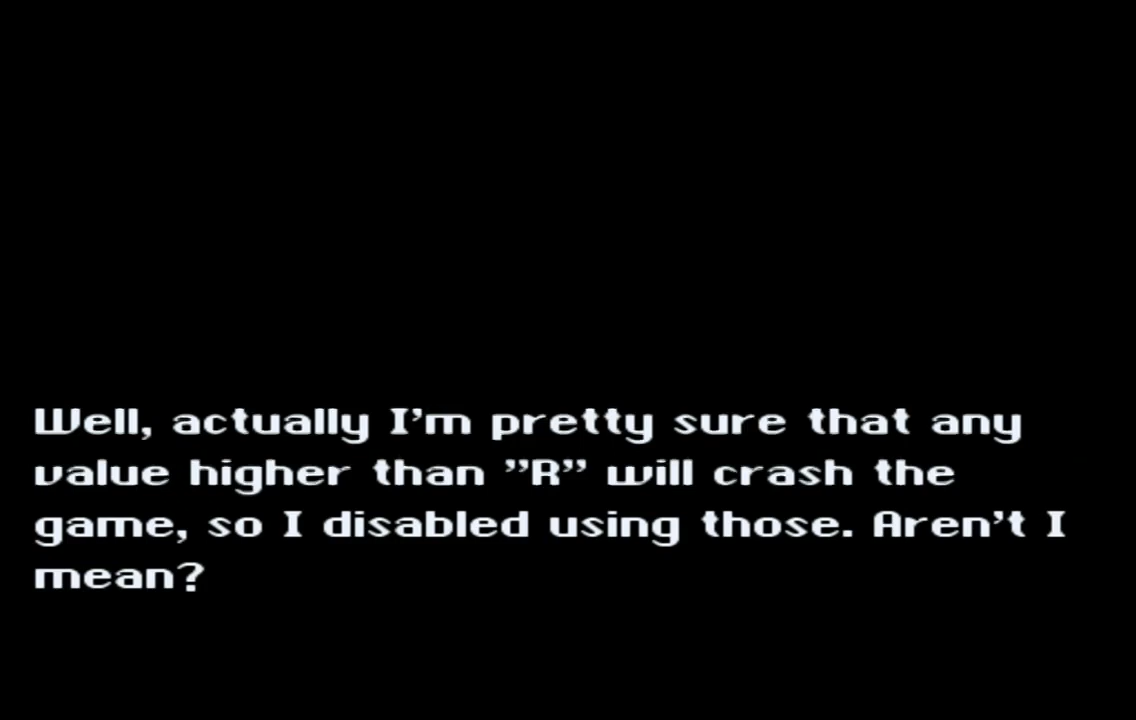 Well, actually I'm pretty sure that any
value higher than "R" will crash the
game, so I disabled using those. Aren't I
mean?